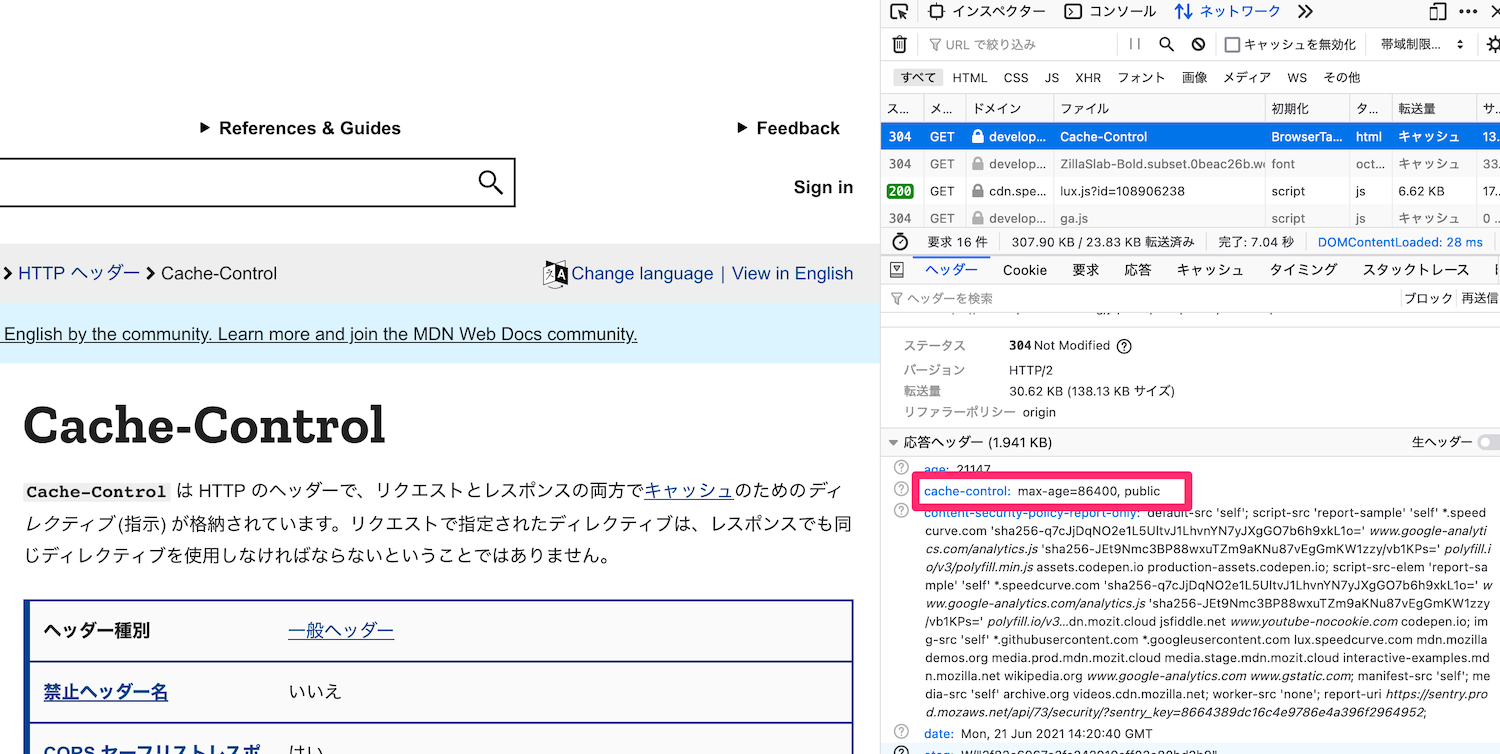 References & Guides
Feedback
Sign in
HTTP ヘッダー
Cache-Control
Change language | View in English
English by the community. Learn more and join the MDN Web Docs community.
Cache-Control
Cache-Control は HTTP のヘッダーで、リクエストとレスポンスの両方でキャッシュのためのディ
レクティブ (指示) が格納されています。リクエストで指定されたディレクティブは、レスポンスでも同
じディレクティブを使用しなければならないということではありません。
ヘッダー種別 一般ヘッダー
禁止ヘッダー名 いいえ
CORS セーフリストレスポ はい
インスペクター コンソール ネットワーク
URL で絞り込み キャッシュを無効化 帯域制限...
すべて HTML CSS JS XHR フォント 画像 メディア WS その他
ス... メ... ドメイン ファイル 初期化 タ... 転送量 サ..
304 GET develop... Cache-Control BrowserTa... html キャッシュ 13..
304 GET develop... ZillaSlab-Bold.subset.0beac26b.w font oct... キャッシュ 33.
200 GET cdn.spe... lux.js?id=108906238 script js 6.62 KB 17..
304 GET develop... ga.js script js キャッシュ 0 ..
要求 16 件 307.90 KB / 23.83 KB 転送済み 完了: 7.04 秒 DOMContentLoaded: 28 ms
ヘッダー Cookie 要求 応答 キャッシュ タイミング スタックトレース
ヘッダーを検索 ブロック 再送信
ステータス 304 Not Modified
バージョン HTTP/2
転送量 30.62 KB (138.13 KB サイズ)
リファラーポリシー origin
応答ヘッダー (1.941 KB) 生ヘッダー
age: 21147
cache-control: max-age=86400, public
content-security-policy-report-only: default-src 'self'; script-src 'report-sample' 'self' *.speed
curve.com 'sha256-q7cJjDqNO2e1L5UltvJ1LhvnYN7yJXgGO7b6h9xkL1o=' www.google-analyti
cs.com/analytics.js 'sha256-JEt9Nmc3BP88wxuTZm9aKNu87vEgGmKW1zzy/vb1KPs=' polyfill.i
o/v3/polyfill.min.js assets.codepen.io production-assets.codepen.io; script-src-elem 'report-sa
mple' 'self' *.speedcurve.com 'sha256-q7cJjDqNO2e1L5UltvJ1LhvnYN7yJXgGO7b6h9xkL1o=' w
ww.google-analytics.com/analytics.js 'sha256-JEt9Nmc3BP88wxuTZm9aKNu87vEgGmKW1zzy
/vb1KPs=' polyfill.io/v3...dn.mozit.cloud jsfiddle.net www.youtube-nocookie.com codepen.io; im
g-src 'self' *.githubusercontent.com *.googleusercontent.com lux.speedcurve.com mdn.mozilla
demos.org media.prod.mdn.mozit.cloud media.stage.mdn.mozit.cloud interactive-examples.md
n.mozilla.net wikipedia.org www.google-analytics.com www.gstatic.com; manifest-src 'self'; me
dia-src 'self' archive.org videos.cdn.mozilla.net; worker-src 'none'; report-uri https://sentry.pro
d.mozaws.net/api/73/security/?sentry_key=8664389dc16c4e9786e4a396f2964952;
date: Mon, 21 Jun 2021 14:20:40 GMT